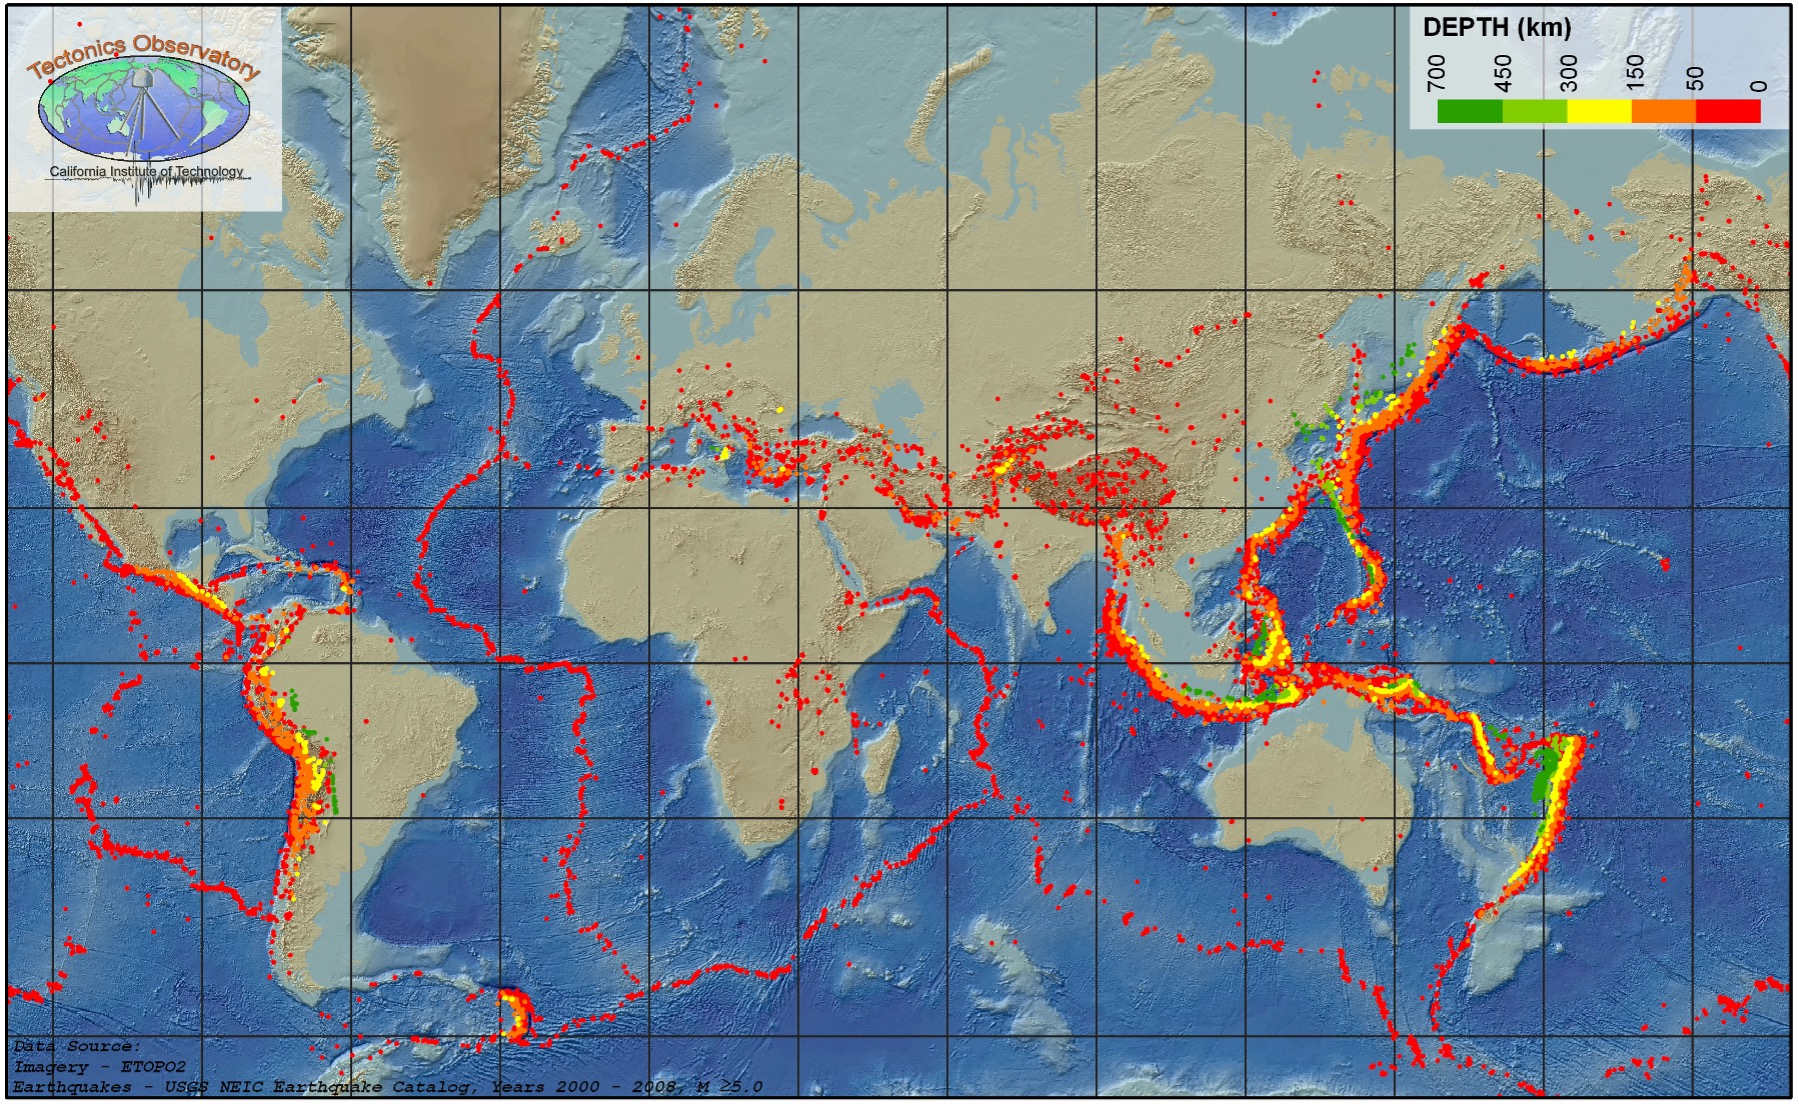 Tectonics Observatory
California Institute of Technology
DEPTH (km)
700 450 300 150 50 0
Data Source:
Imagery - ETOPO2
Earthquakes - USGS NEIC Earthquake Catalog, Years 2000 - 2008, M ≥5.0